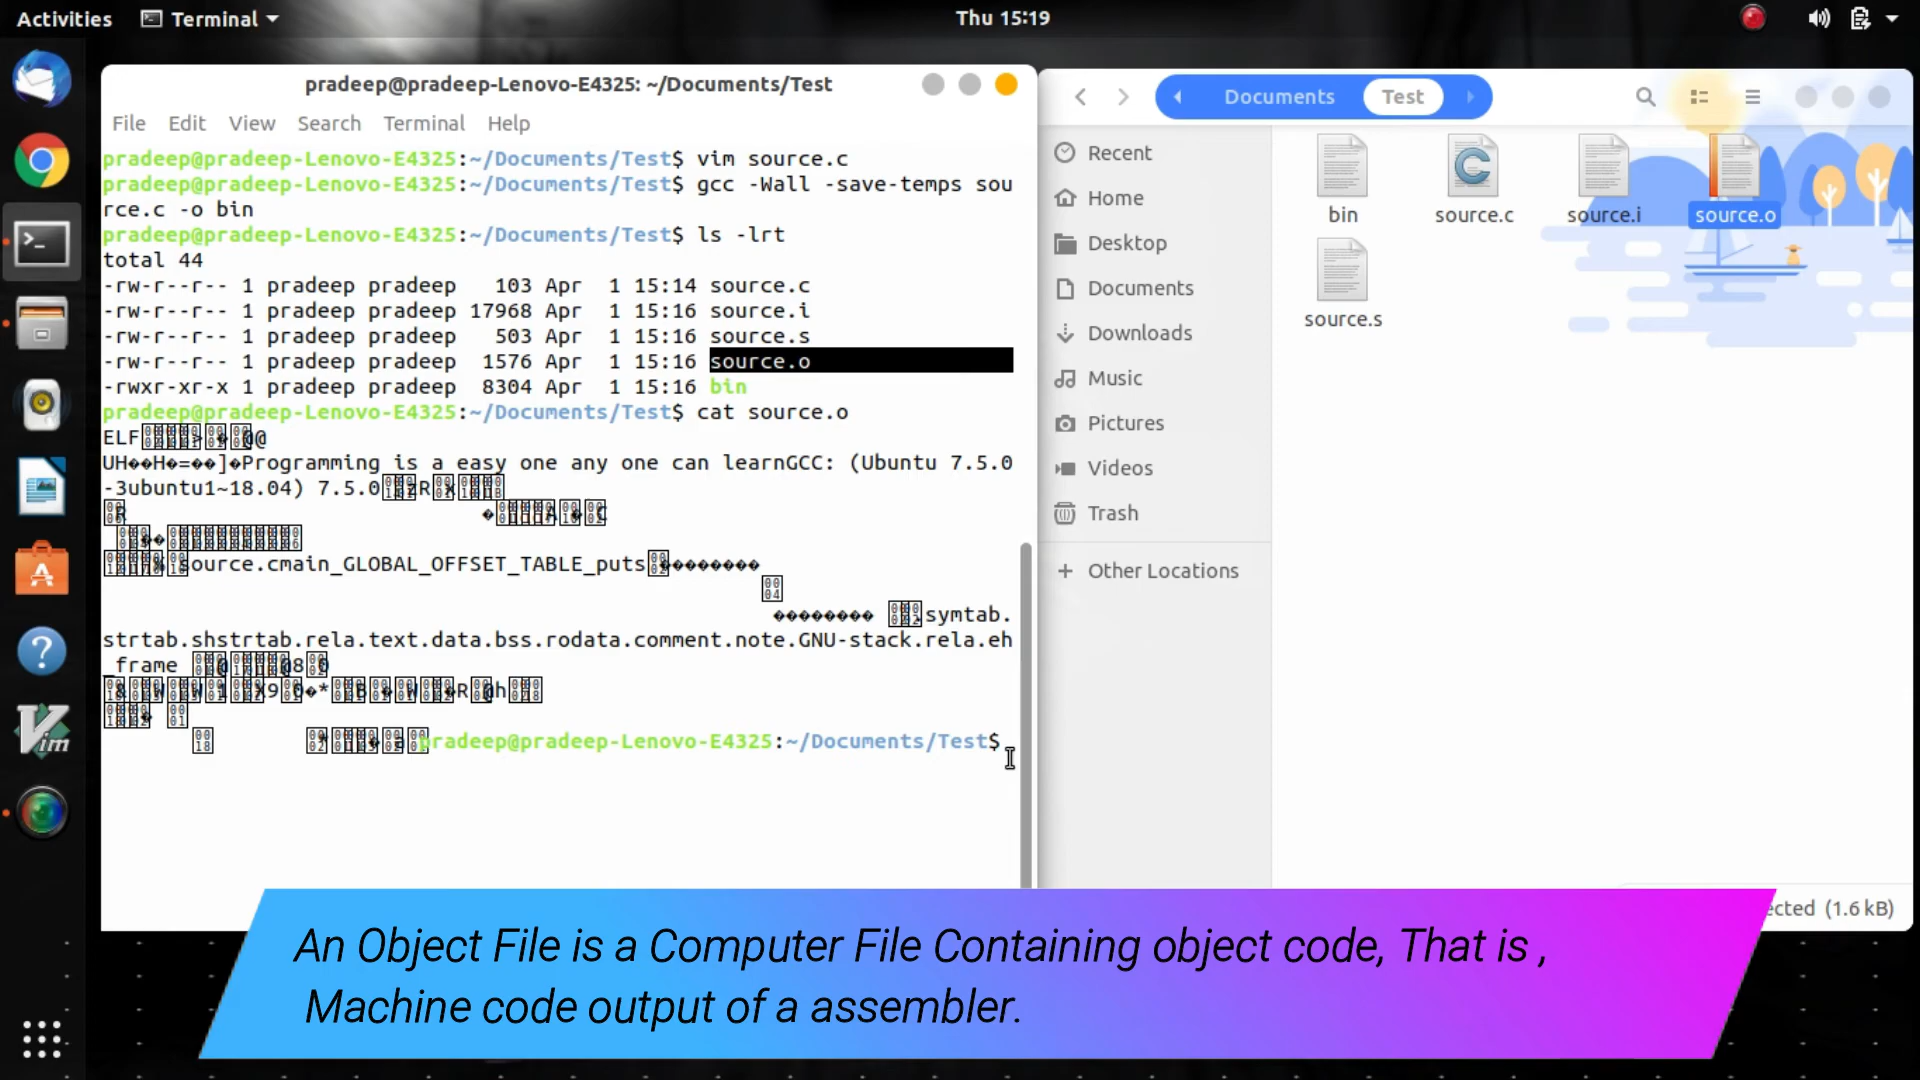 Activities Terminal Thu 15:19
pradeep@pradeep-Lenovo-E4325: ~/Documents/Test
File Edit View Search Terminal Help
pradeep@pradeep-Lenovo-E4325:~/Documents/Test$ vim source.c
pradeep@pradeep-Lenovo-E4325:~/Documents/Test$ gcc -Wall -save-temps sou
rce.c -o bin
pradeep@pradeep-Lenovo-E4325:~/Documents/Test$ ls -lrt
total 44
-rw-r--r-- 1 pradeep pradeep 103 Apr 1 15:14 source.c
-rw-r--r-- 1 pradeep pradeep 17968 Apr 1 15:16 source.i
-rw-r--r-- 1 pradeep pradeep 503 Apr 1 15:16 source.s
-rw-r--r-- 1 pradeep pradeep 1576 Apr 1 15:16 source.o
-rwxr-xr-x 1 pradeep pradeep 8304 Apr 1 15:16 bin
pradeep@pradeep-Lenovo-E4325:~/Documents/Test$ cat source.o
ELF @@
UH��H�=��]�Programming is a easy one any one can learnGCC: (Ubuntu 7.5.0
-3ubuntu1~18.04) 7.5.0 zR x
source.cmain_GLOBAL_OFFSET_TABLE_puts
.symtab.
strtab.shstrtab.rela.text.data.bss.rodata.comment.note.GNU-stack.rela.eh
_frame
pradeep@pradeep-Lenovo-E4325:~/Documents/Test$
Documents Test
Recent
Home
Desktop
Documents
Downloads
Music
Pictures
Videos
Trash
Other Locations
bin source.c source.i source.o
source.s
ected (1.6 kB)
An Object File is a Computer File Containing object code, That is ,
Machine code output of a assembler.